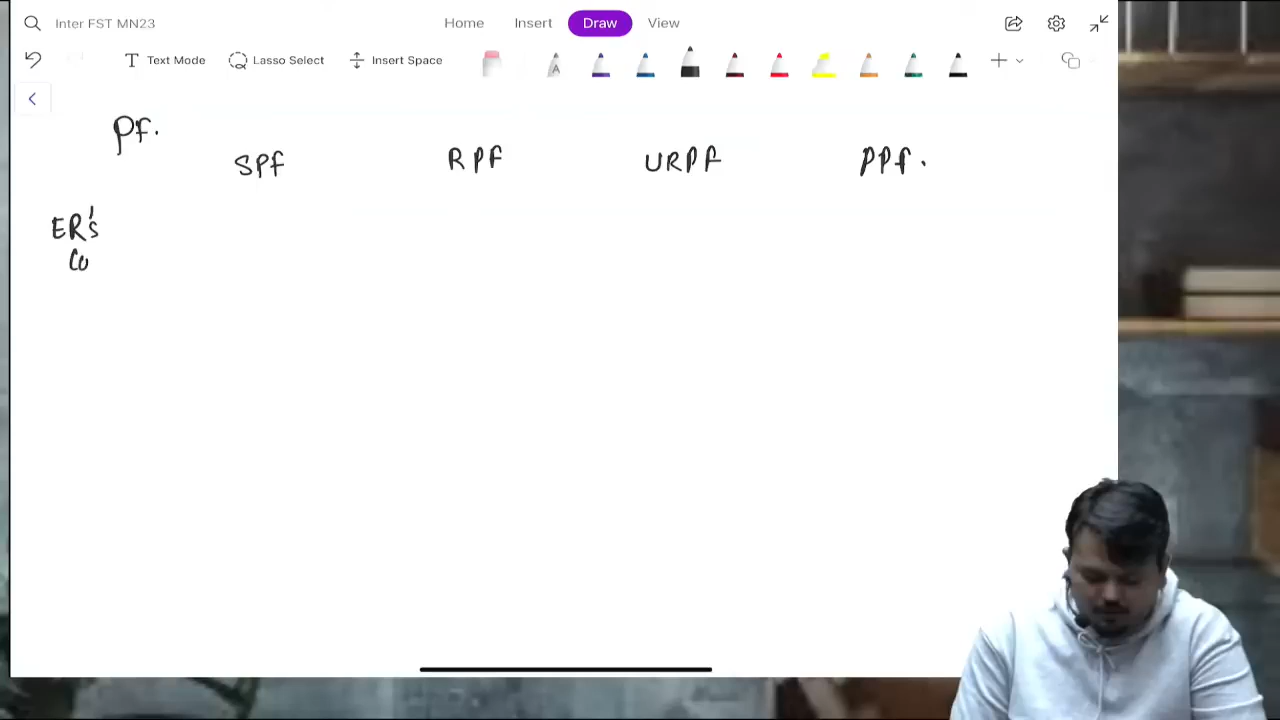 Inter FST MN23
Home Insert Draw View
Text Mode Lasso Select Insert Space
Pf.
SPf RPF URPF PPf.
ER's
Co